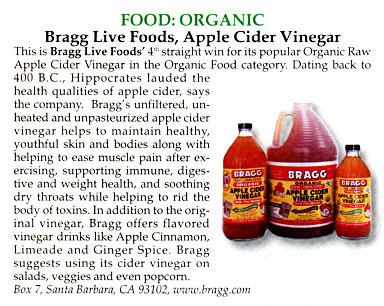 FOOD: ORGANIC
Bragg Live Foods, Apple Cider Vinegar
This is Bragg Live Foods' 4th straight win for its popular Organic Raw
Apple Cider Vinegar in the Organic Food category. Dating back to
400 B.C., Hippocrates lauded the
health qualities of apple cider, says
the company. Bragg's unfiltered, un-
heated and unpasteurized apple cider
vinegar helps to maintain healthy,
youthful skin and bodies along with
helping to ease muscle pain after ex-
ercising, supporting immune, diges-
tive and weight health, and soothing
dry throats while helping to rid the
body of toxins. In addition to the orig-
inal vinegar, Bragg offers flavored
vinegar drinks like Apple Cinnamon,
Limeade and Ginger Spice. Bragg
suggests using its cider vinegar on
salads, veggies and even popcorn.
Box 7, Santa Barbara, CA 93102, www.bragg.com
BRAGG
ORGANIC
APPLE CIDER
VINEGAR
BRAGG
ORGANIC
APPLE CIDER
VINEGAR
BRAGG
APPLE CIDER
VINEGAR